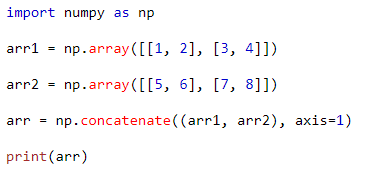 import numpy as np
arr1 = np.array([[1, 2], [3, 4]])
arr2 = np.array([[5, 6], [7, 8]])
arr = np.concatenate((arr1, arr2), axis=1)
print(arr)